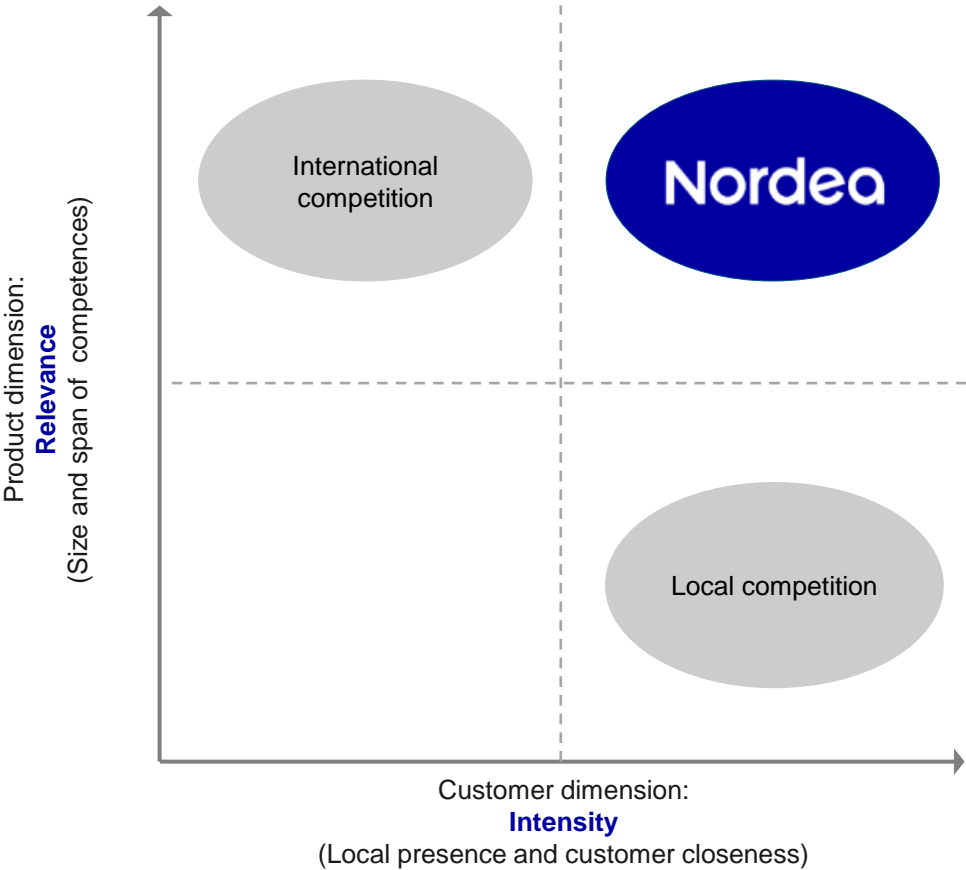 International
competition
Nordea
Local competition
Product dimension:
Relevance
(Size and span of competences)
Customer dimension:
Intensity
(Local presence and customer closeness)